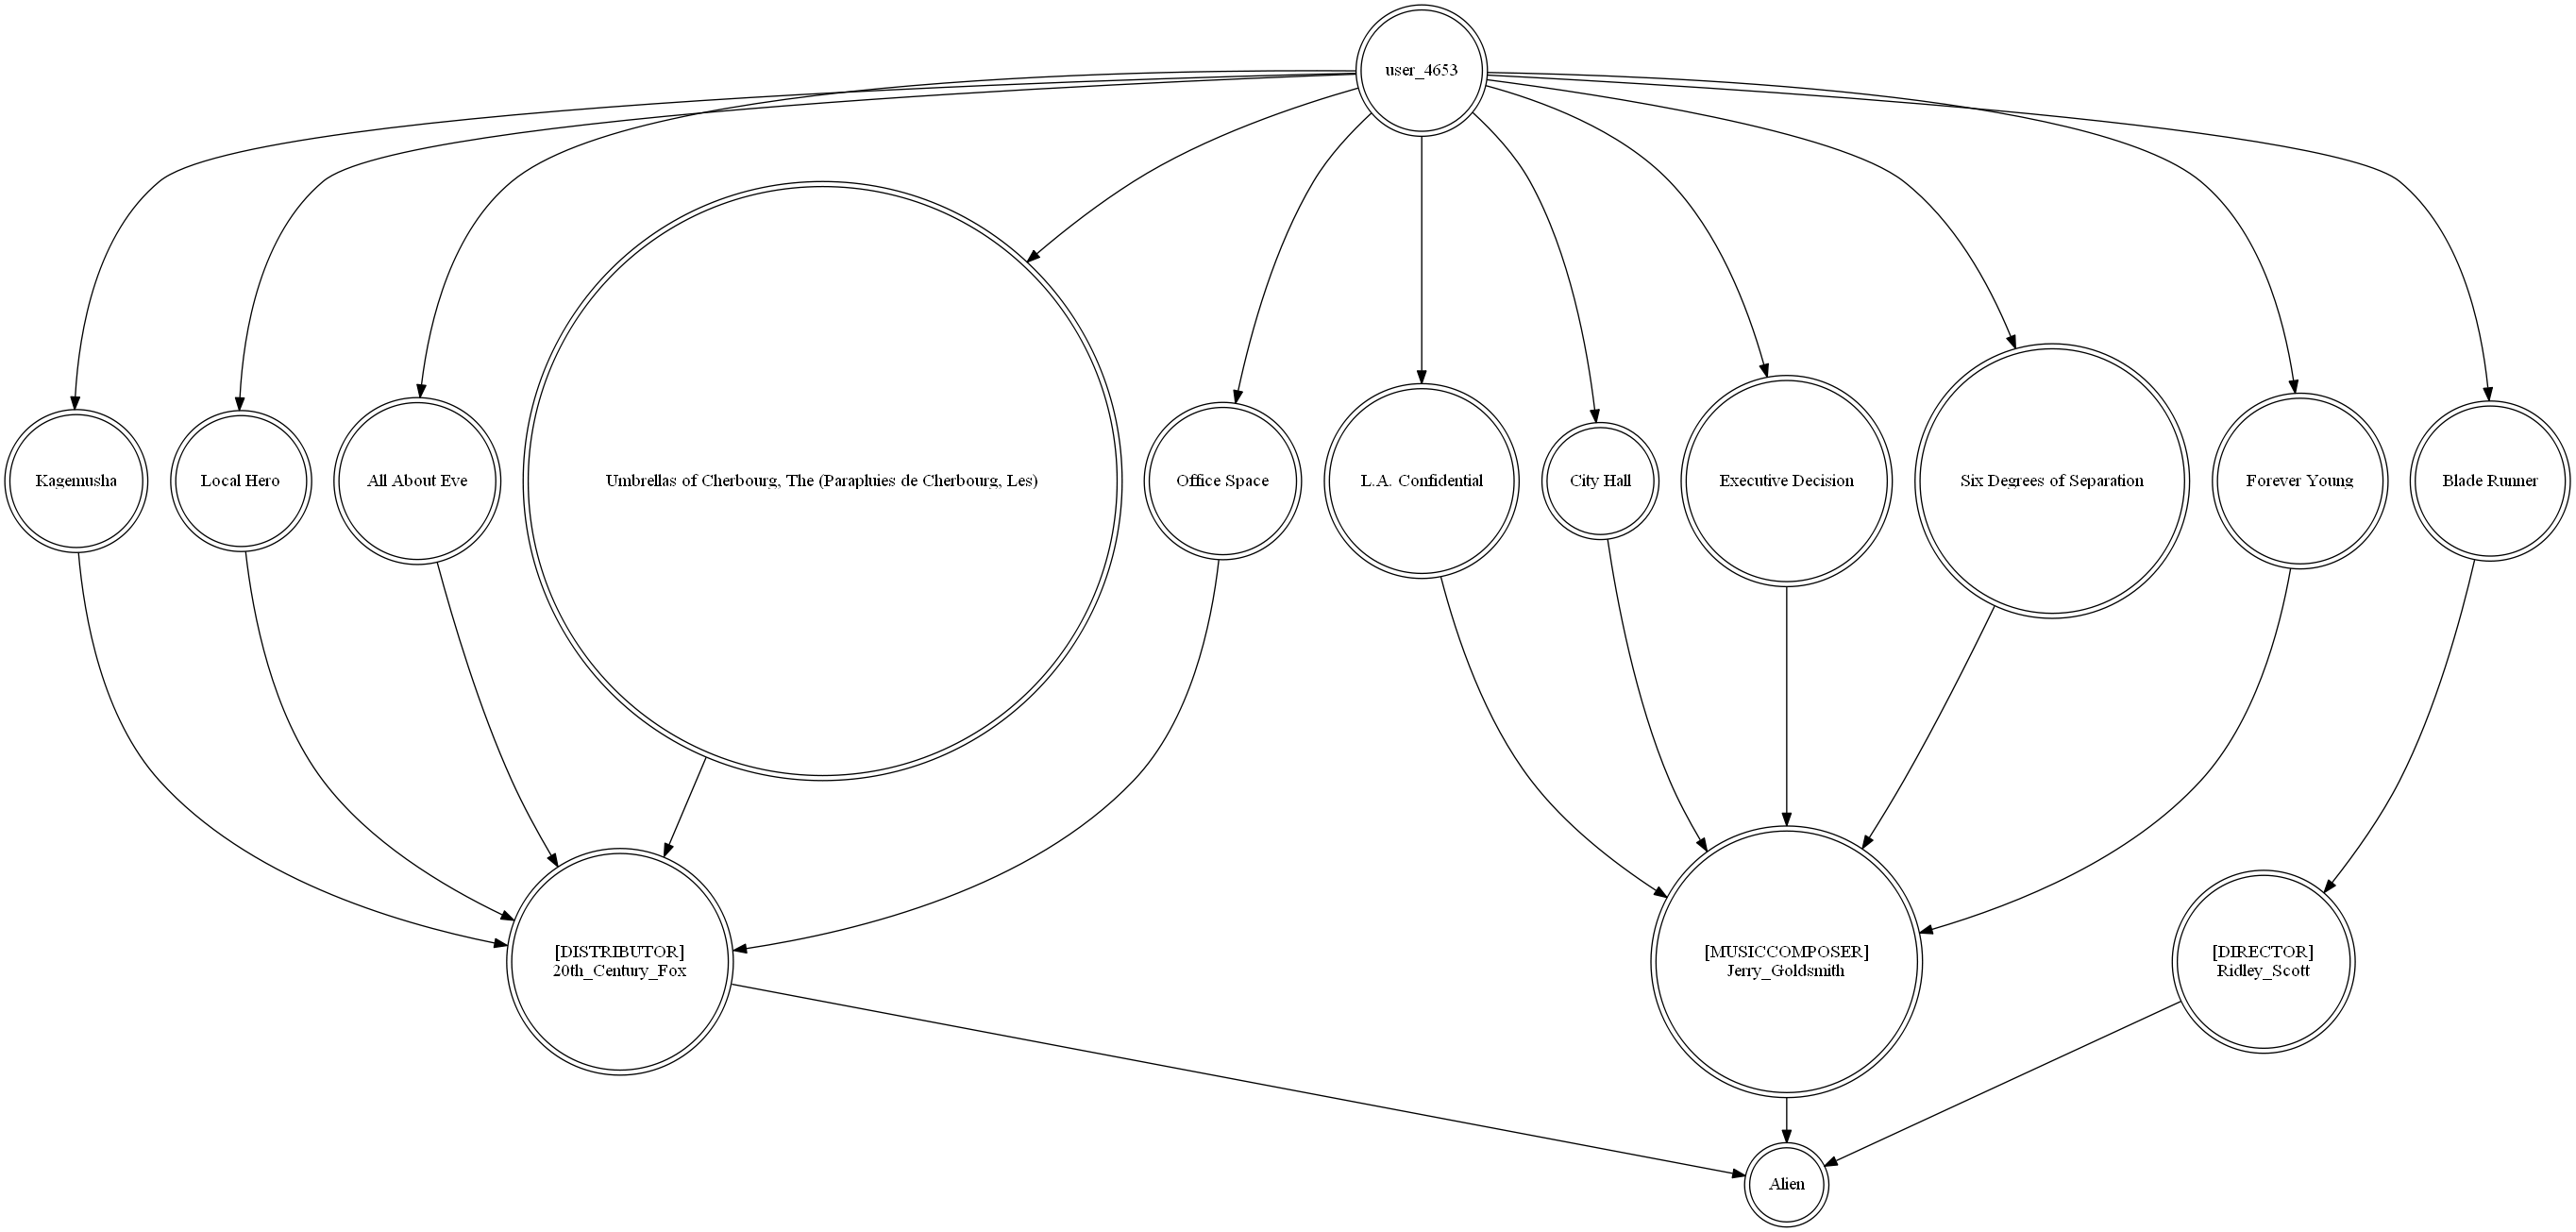 user_4653
Kagemusha
Local Hero
All About Eve
Umbrellas of Cherbourg, The (Parapluies de Cherbourg, Les)
Office Space
L.A. Confidential
City Hall
Executive Decision
Six Degrees of Separation
Forever Young
Blade Runner
[DISTRIBUTOR]
20th_Century_Fox
[MUSICCOMPOSER]
Jerry_Goldsmith
[DIRECTOR]
Ridley_Scott
Alien